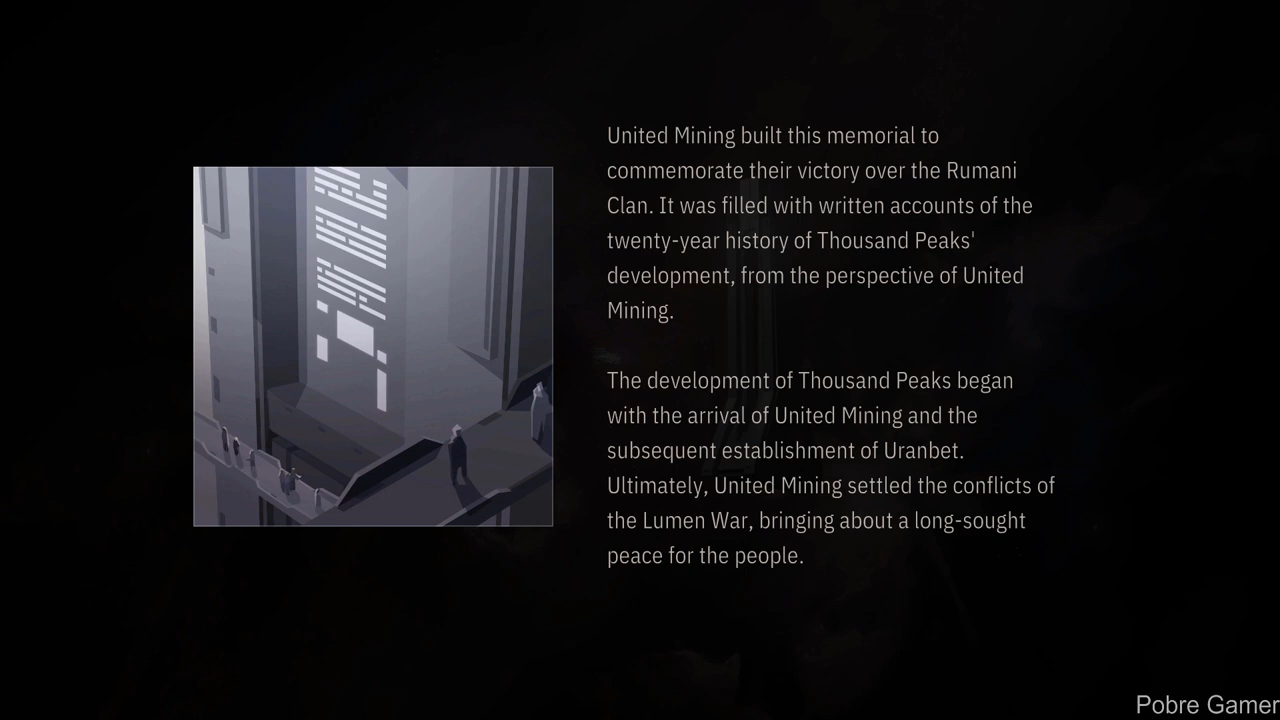 United Mining built this memorial to
commemorate their victory over the Rumani
Clan. It was filled with written accounts of the
twenty-year history of Thousand Peaks'
development, from the perspective of United
Mining.
The development of Thousand Peaks began
with the arrival of United Mining and the
subsequent establishment of Uranbet.
Ultimately, United Mining settled the conflicts of
the Lumen War, bringing about a long-sought
peace for the people.
Pobre Gamer